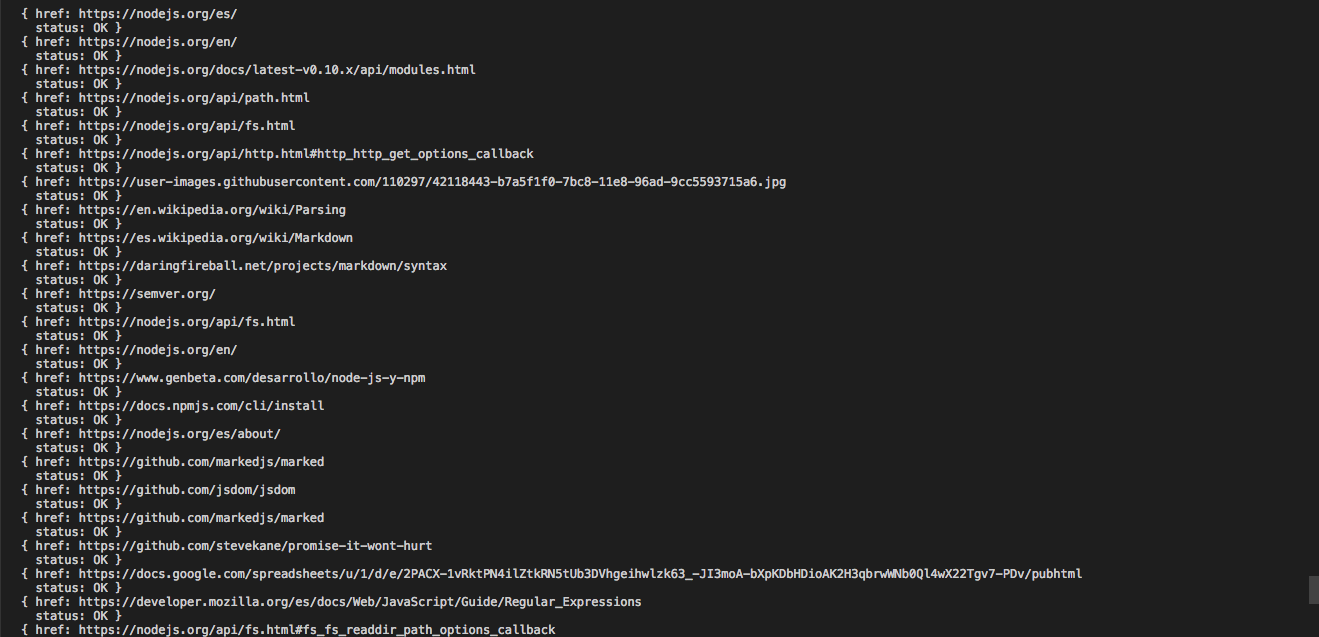 { href: https://nodejs.org/es/
status: OK }
{ href: https://nodejs.org/en/
status: OK }
{ href: https://nodejs.org/docs/latest-v0.10.x/api/modules.html
status: OK }
{ href: https://nodejs.org/api/path.html
status: OK }
{ href: https://nodejs.org/api/fs.html
status: OK }
{ href: https://nodejs.org/api/http.html#http_http_get_options_callback
status: OK }
{ href: https://user-images.githubusercontent.com/110297/42118443-b7a5f1f0-7bc8-11e8-96ad-9cc5593715a6.jpg
status: OK }
{ href: https://en.wikipedia.org/wiki/Parsing
status: OK }
{ href: https://es.wikipedia.org/wiki/Markdown
status: OK }
{ href: https://daringfireball.net/projects/markdown/syntax
status: OK }
{ href: https://semver.org/
status: OK }
{ href: https://nodejs.org/api/fs.html
status: OK }
{ href: https://nodejs.org/en/
status: OK }
{ href: https://www.genbeta.com/desarrollo/node-js-y-npm
status: OK }
{ href: https://docs.npmjs.com/cli/install
status: OK }
{ href: https://nodejs.org/es/about/
status: OK }
{ href: https://github.com/markedjs/marked
status: OK }
{ href: https://github.com/jsdom/jsdom
status: OK }
{ href: https://github.com/markedjs/marked
status: OK }
{ href: https://github.com/stevekane/promise-it-wont-hurt
status: OK }
{ href: https://docs.google.com/spreadsheets/u/1/d/e/2PACX-1vRktPN4ilZtkRN5tUb3DVhgeihwlzk63_-JI3moA-bXpKDbHDioAK2H3qbrwWNb0Ql4wX22Tgv7-PDv/pubhtml
status: OK }
{ href: https://developer.mozilla.org/es/docs/Web/JavaScript/Guide/Regular_Expressions
status: OK }
{ href: https://nodejs.org/api/fs.html#fs_fs_readdir_path_options_callback